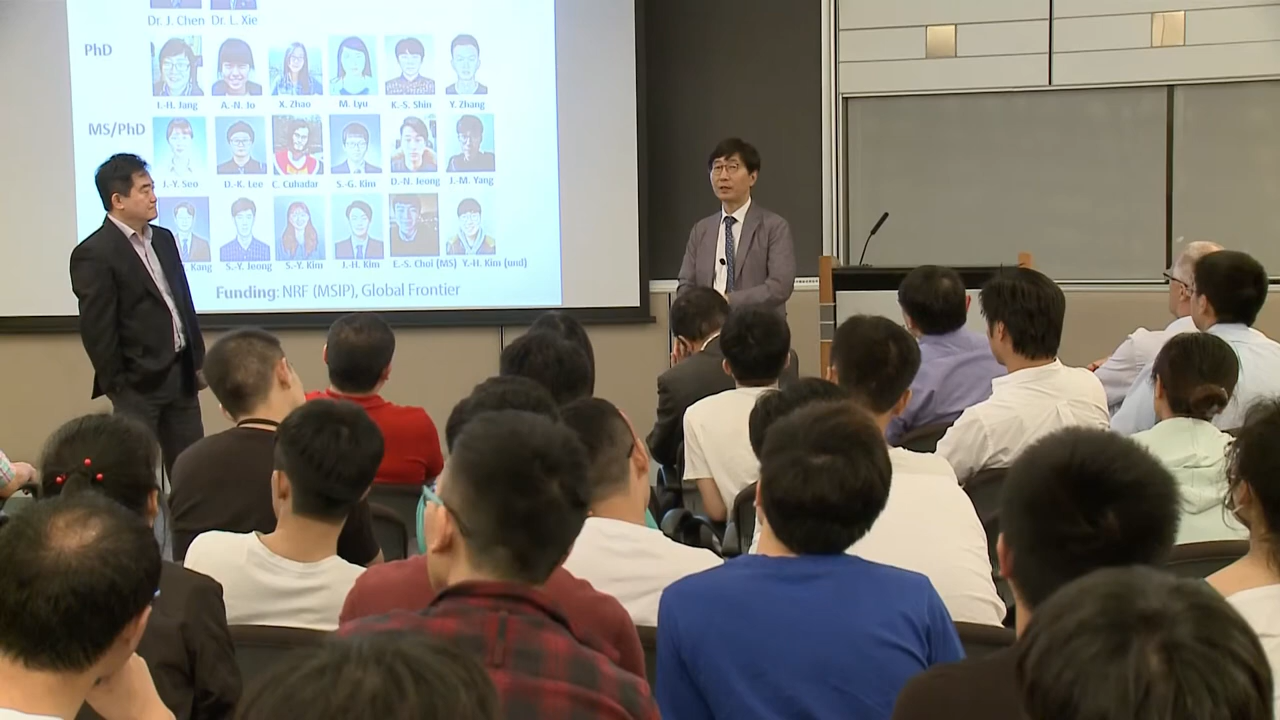 Dr. J. Chen Dr. L. Xie
PhD
J.-H. Jang A.-N. Jo X. Zhao M. Lyu K.-S. Shin Y. Zhang
MS/PhD
J.-Y. Seo D.-K. Lee C. Cuhadar S.-G. Kim D.-N. Jeong J.-M. Yang
Kang S.-Y. Jeong S.-Y. Kim J.-H. Kim E.-S. Choi (MS) Y.-H. Kim (und)
Funding: NRF (MSIP), Global Frontier